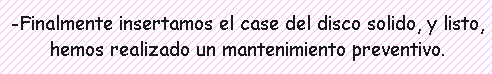 -Finalmente insertamos el case del disco solido, y listo,
hemos realizado un mantenimiento preventivo.